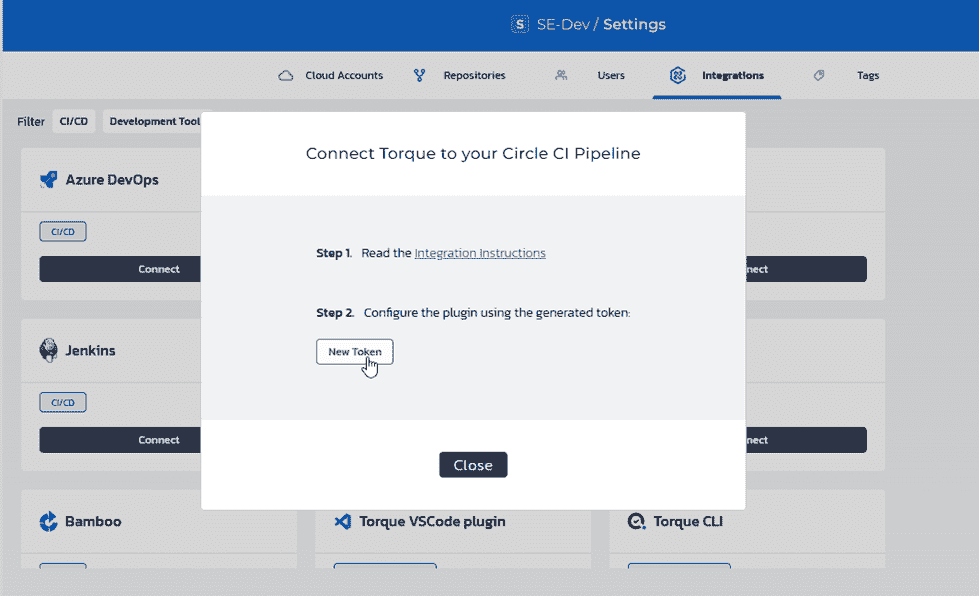 S SE-Dev / Settings
Cloud Accounts Repositories Users Integrations Tags
Filter CI/CD Development Tool
Connect Torque to your Circle CI Pipeline
Azure DevOps
CI/CD
Step 1. Read the Integration Instructions
Connect nect
Step 2. Configure the plugin using the generated token:
Jenkins
New Token
CI/CD
Connect nect
Close
Bamboo Torque VSCode plugin Torque CLI